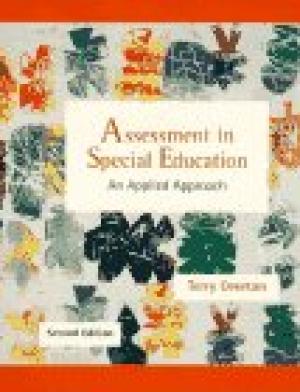 Assessment in
Special Education
An Applied Approach
Terry Overton
Second Edition